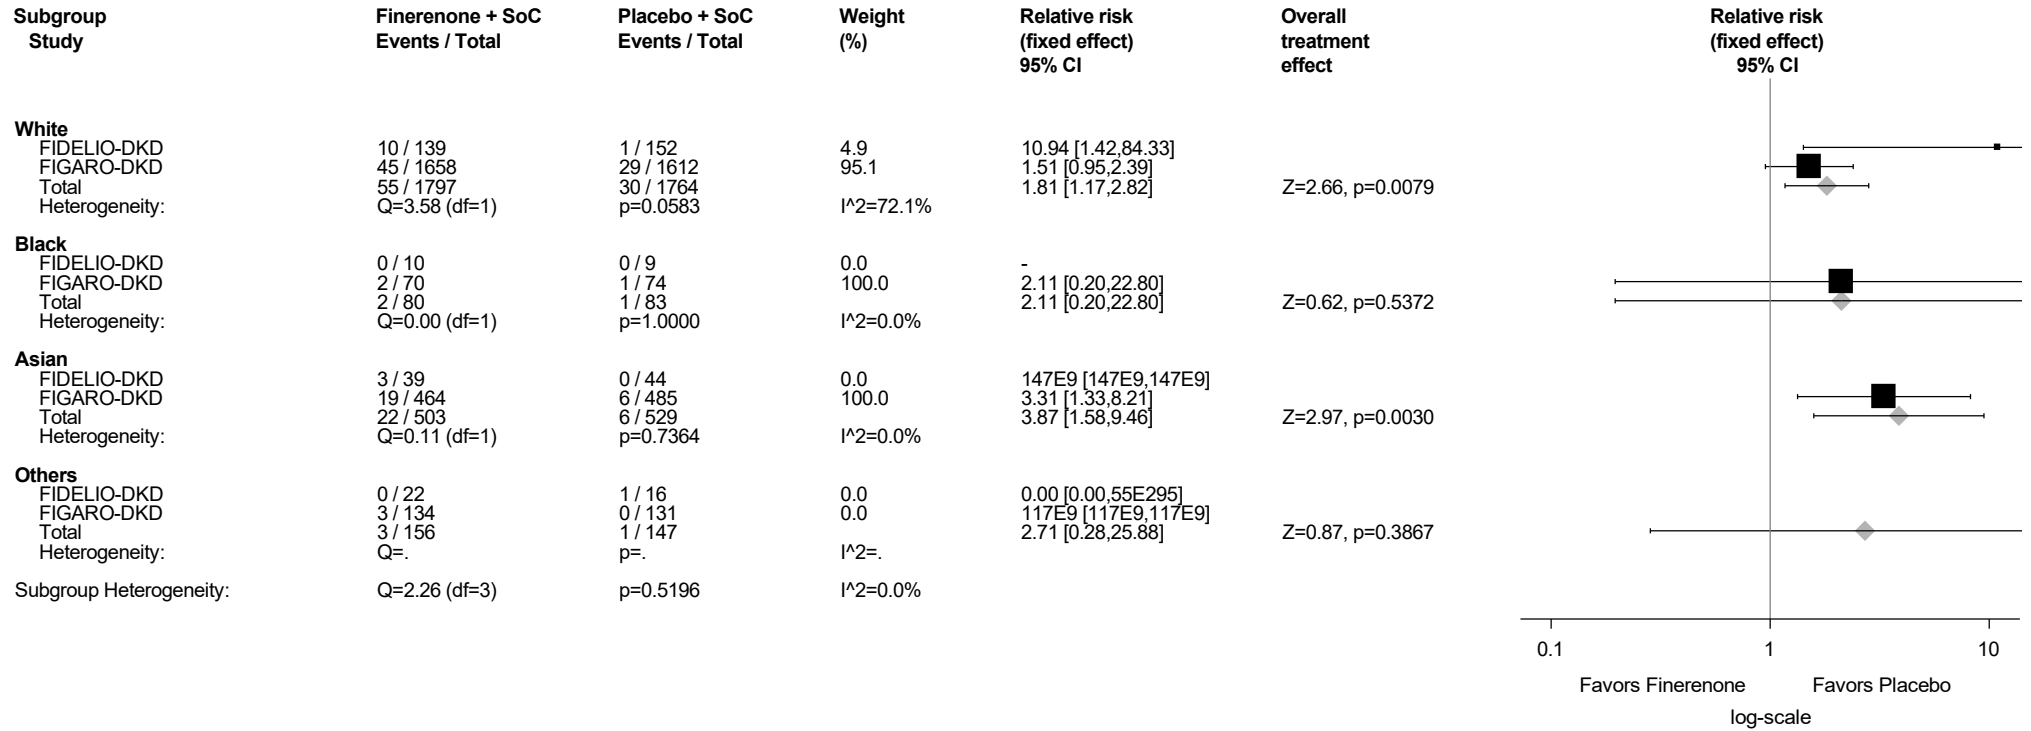 Subgroup Finerenone + SoC Placebo + SoC Weight Relative risk Overall Relative risk
Study Events / Total Events / Total (%) (fixed effect) treatment (fixed effect)
95% CI effect 95% CI
White
FIDELIO-DKD 10 / 139 1 / 152 4.9 10.94 [1.42,84.33]
FIGARO-DKD 45 / 1658 29 / 1612 95.1 1.51 [0.95,2.39]
Total 55 / 1797 30 / 1764 1.81 [1.17,2.82] Z=2.66, p=0.0079
Heterogeneity: Q=3.58 (df=1) p=0.0583 I^2=72.1%
Black
FIDELIO-DKD 0 / 10 0 / 9 0.0 -
FIGARO-DKD 2 / 70 1 / 74 100.0 2.11 [0.20,22.80]
Total 2 / 80 1 / 83 2.11 [0.20,22.80] Z=0.62, p=0.5372
Heterogeneity: Q=0.00 (df=1) p=1.0000 I^2=0.0%
Asian
FIDELIO-DKD 3 / 39 0 / 44 0.0 147E9 [147E9,147E9]
FIGARO-DKD 19 / 464 6 / 485 100.0 3.31 [1.33,8.21]
Total 22 / 503 6 / 529 3.87 [1.58,9.46] Z=2.97, p=0.0030
Heterogeneity: Q=0.11 (df=1) p=0.7364 I^2=0.0%
Others
FIDELIO-DKD 0 / 22 1 / 16 0.0 0.00 [0.00,55E295]
FIGARO-DKD 3 / 134 0 / 131 0.0 117E9 [117E9,117E9]
Total 3 / 156 1 / 147 2.71 [0.28,25.88] Z=0.87, p=0.3867
Heterogeneity: Q=. p=. I^2=.
Subgroup Heterogeneity: Q=2.26 (df=3) p=0.5196 I^2=0.0%
0.1 1 10
Favors Finerenone Favors Placebo
log-scale